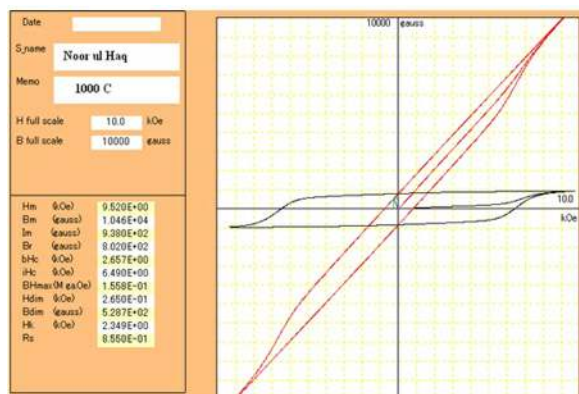 Date
S_name Noor ul Haq
Memo 1000 C
H full scale 10.0 kOe
B full scale 10000 gauss
Hm (kOe) 9.520E+00
Bm (gauss) 1.046E+04
Im (gauss) 9.380E+02
Br (gauss) 8.020E+02
bHc (kOe) 2.657E+00
iHc (kOe) 6.490E+00
BHmax(M gaOe) 1.558E-01
Hdim (kOe) 2.650E-01
Bdim (gauss) 5.287E+02
Hk (kOe) 2.349E+00
Rs 8.550E-01
10000 gauss
10.0
kOe